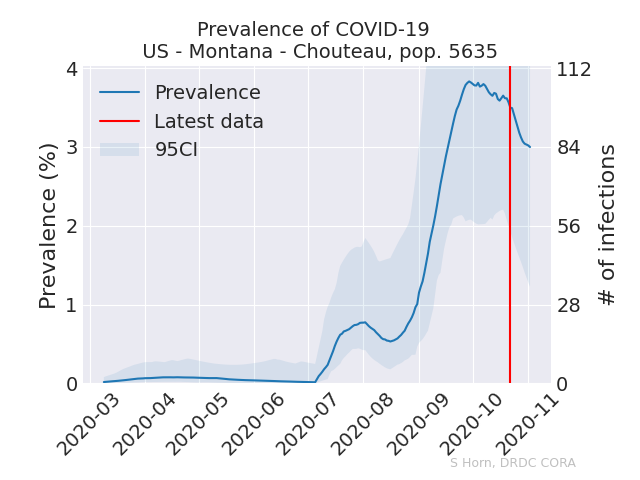 Prevalence of COVID-19
US - Montana - Chouteau, pop. 5635
Prevalence
Latest data
95CI
Prevalence (%)
4
3
2
1
0
# of infections
112
84
56
28
0
2020-03
2020-04
2020-05
2020-06
2020-07
2020-08
2020-09
2020-10
2020-11
S Horn, DRDC CORA